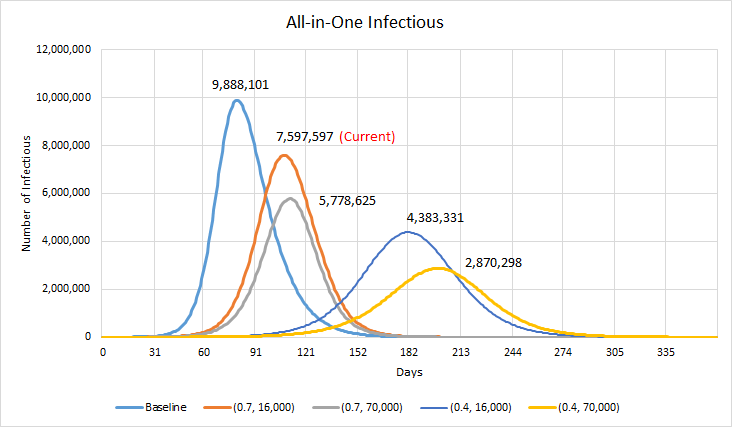 All-in-One Infectious
12,000,000
10,000,000
8,000,000
6,000,000
4,000,000
2,000,000
0
Number of Infectious
9,888,101
7,597,597 (Current)
5,778,625
4,383,331
2,870,298
0 31 60 91 121 152 182 213 244 274 305 335
Days
Baseline (0.7, 16,000) (0.7, 70,000) (0.4, 16,000) (0.4, 70,000)